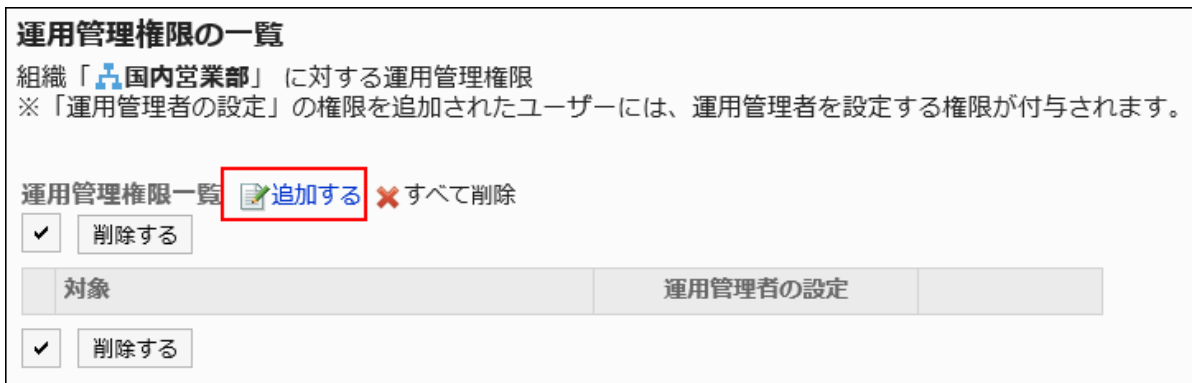 運用管理権限の一覧
組織「国内営業部」 に対する運用管理権限
※「運用管理者の設定」の権限を追加されたユーザーには、運用管理者を設定する権限が付与されます。
運用管理権限一覧 追加する すべて削除
削除する
対象 運用管理者の設定
削除する